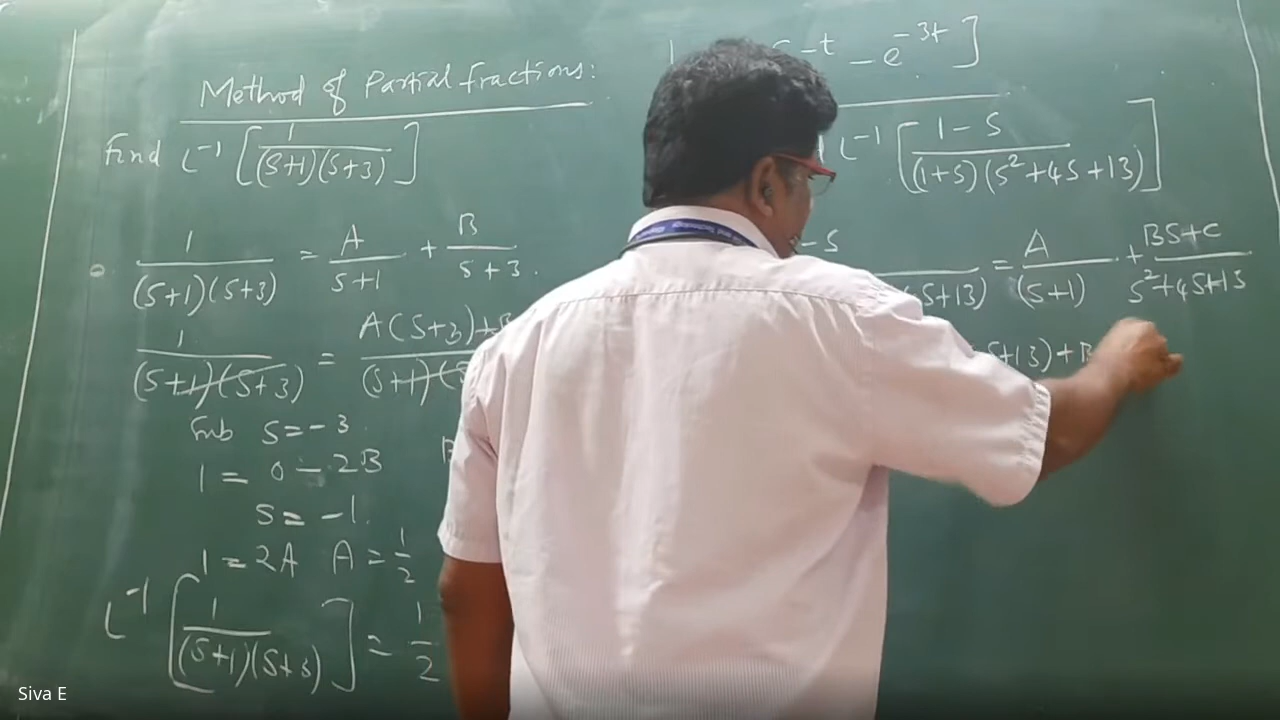 Method of Partial fractions:
Find L⁻¹ [ 1 / (s+1)(s+3) ]
1 / (s+1)(s+3) = A / s+1 + B / s+3 .
1 / (s+1)(s+3) = A(s+3)+ / (s+1)(
Sub s=-3
1 = 0 - 2B
s = -1.
1 = 2A A = 1/2
L⁻¹ [ 1 / (s+1)(s+3) ] = 1/2
-t - e^-3t ]
L⁻¹ [ 1-s / (1+s)(s²+4s+13) ]
-s / s+13) = A / (s+1) + Bs+C / s²+4s+13
s+13)+B
Siva E